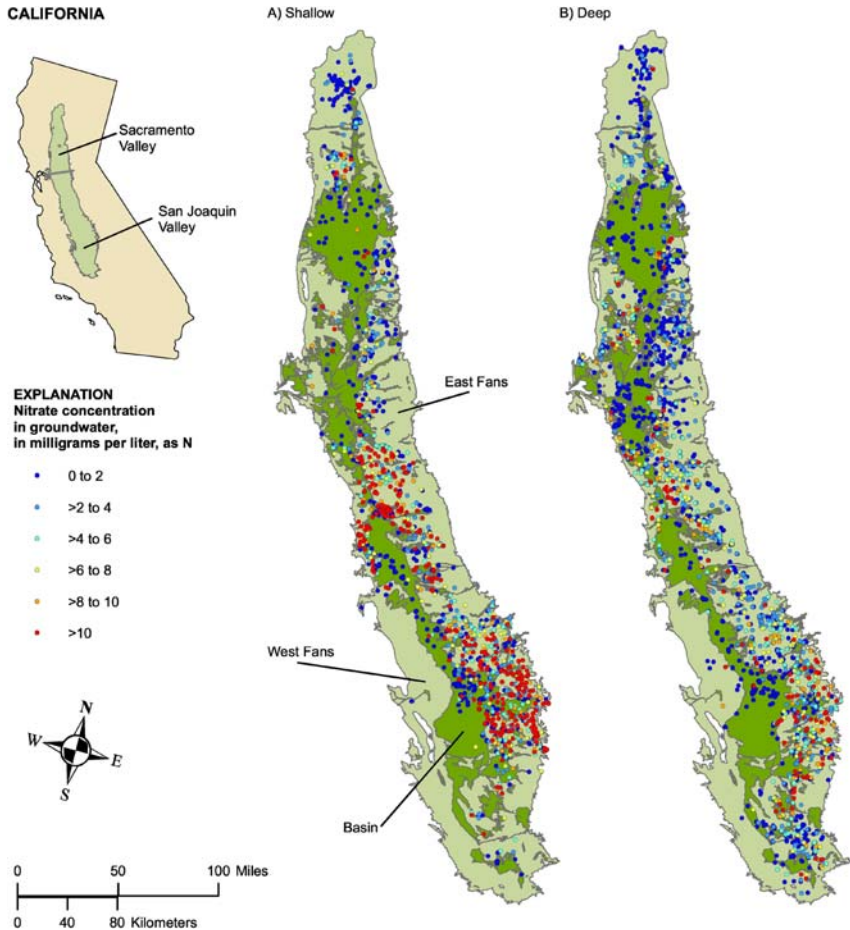 CALIFORNIA
Sacramento
Valley
San Joaquin
Valley
EXPLANATION
Nitrate concentration
in groundwater,
in milligrams per liter, as N
0 to 2
>2 to 4
>4 to 6
>6 to 8
>8 to 10
>10
N
W
E
S
0 50 100 Miles
0 40 80 Kilometers
A) Shallow
East Fans
West Fans
Basin
B) Deep